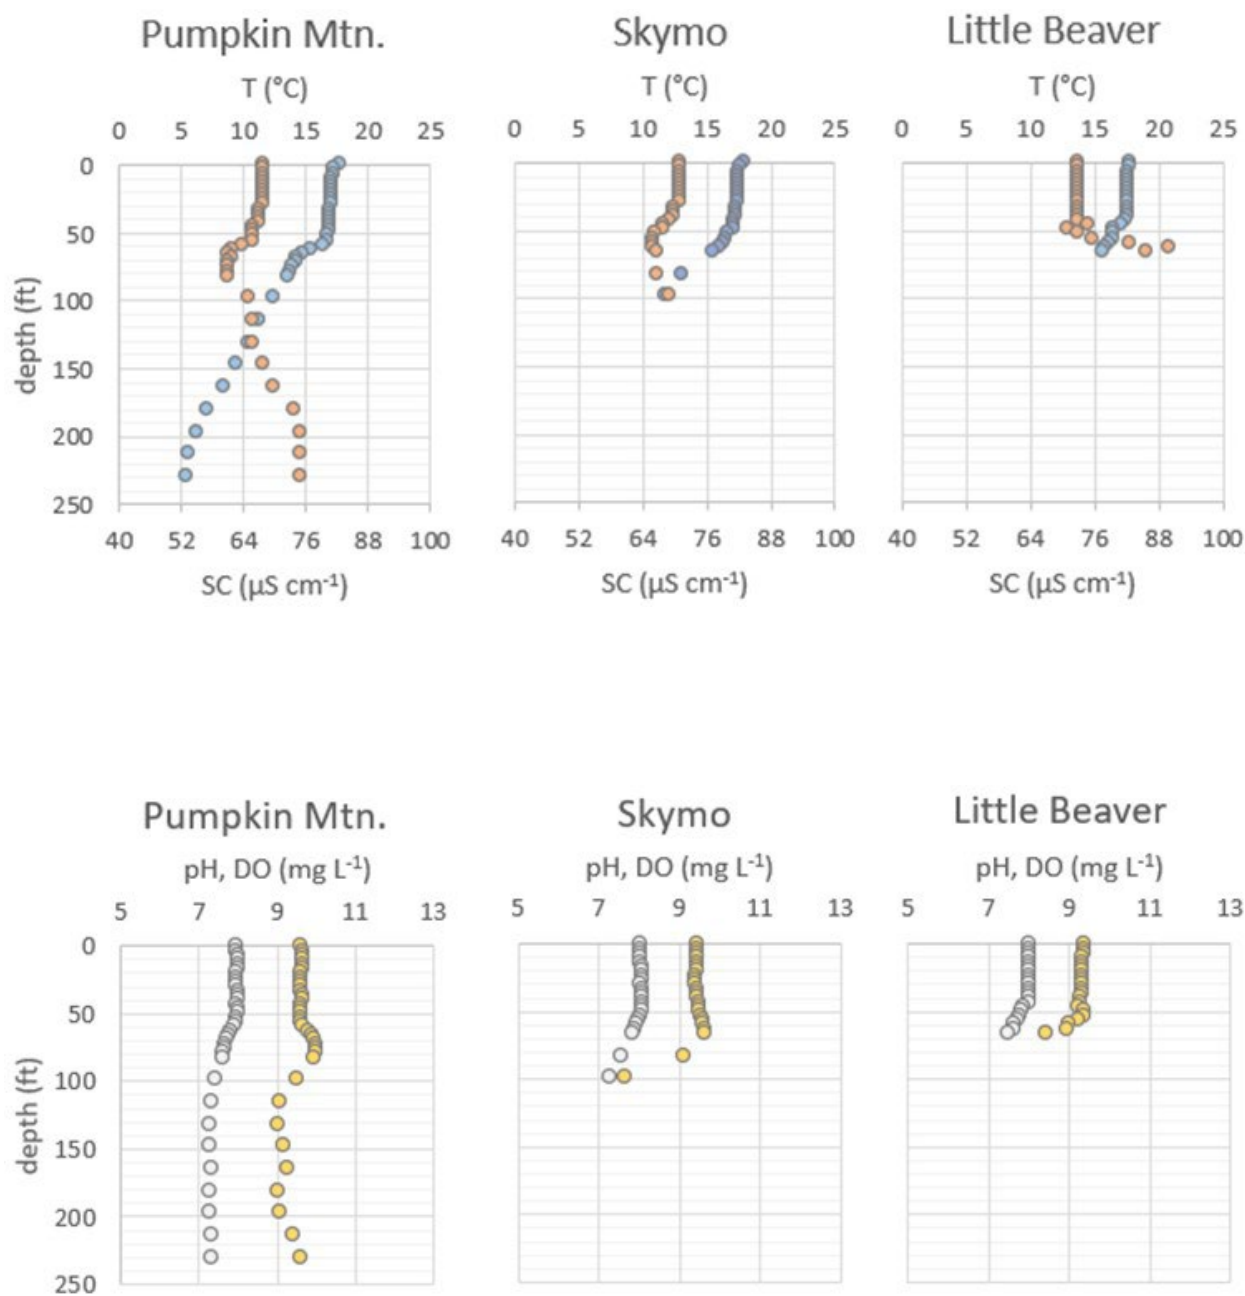 Pumpkin Mtn. Skymo Little Beaver
T (°C) T (°C) T (°C)
0 5 10 15 20 25 0 5 10 15 20 25 0 5 10 15 20 25
0
50
100
150
200
250
depth (ft)
40 52 64 76 88 100 40 52 64 76 88 100 40 52 64 76 88 100
SC (µS cm⁻¹) SC (µS cm⁻¹) SC (µS cm⁻¹)
Pumpkin Mtn. Skymo Little Beaver
pH, DO (mg L⁻¹) pH, DO (mg L⁻¹) pH, DO (mg L⁻¹)
5 7 9 11 13 5 7 9 11 13 5 7 9 11 13
0
50
100
150
200
250
depth (ft)